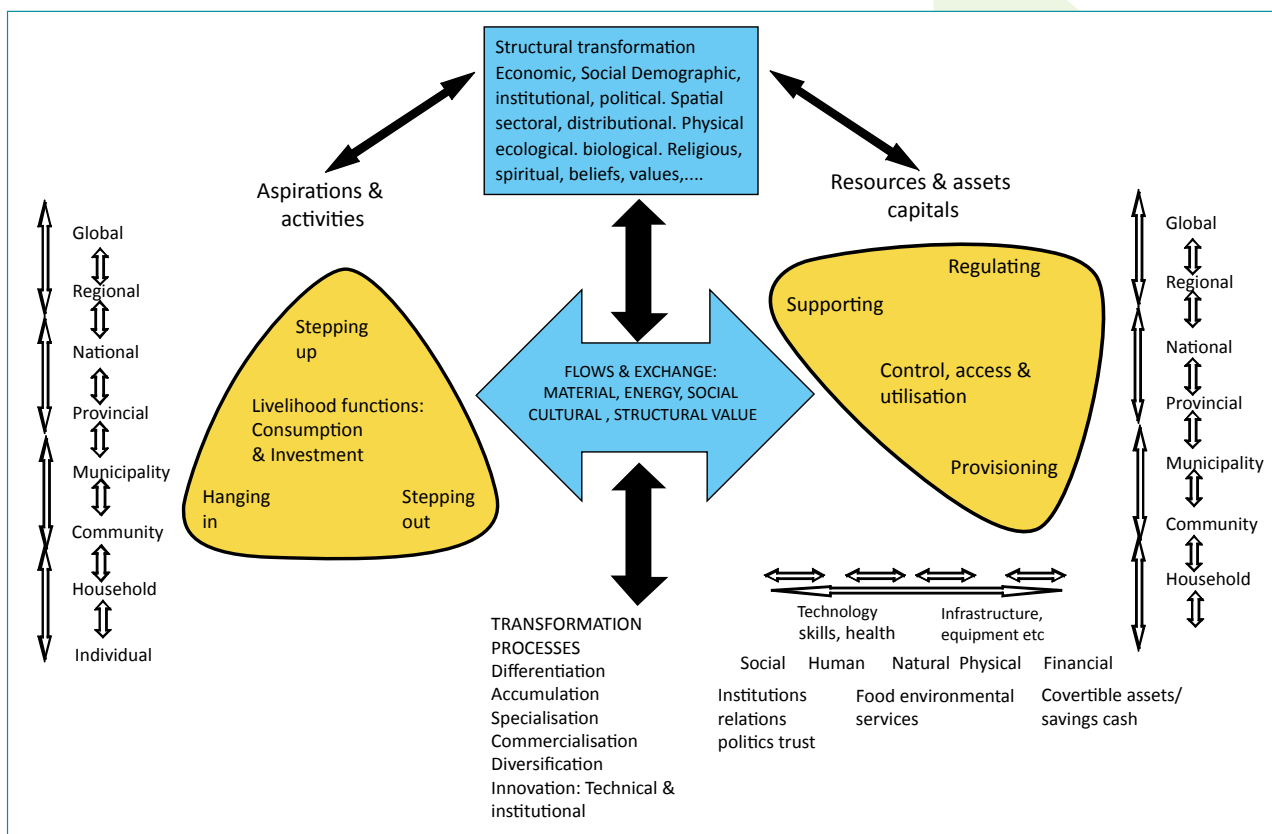 Structural transformation
Economic, Social Demographic,
institutional, political. Spatial
sectoral, distributional. Physical
ecological. biological. Religious,
spiritual, beliefs, values,....
Aspirations &
activities
Resources & assets
capitals
Global
Regional
National
Provincial
Municipality
Community
Household
Individual
Stepping
up
Livelihood functions:
Consumption
& Investment
Hanging
in
Stepping
out
FLOWS & EXCHANGE:
MATERIAL, ENERGY, SOCIAL
CULTURAL , STRUCTURAL VALUE
Regulating
Supporting
Control, access &
utilisation
Provisioning
Global
Regional
National
Provincial
Municipality
Community
Household
TRANSFORMATION
PROCESSES
Differentiation
Accumulation
Specialisation
Commercialisation
Diversification
Innovation: Technical &
institutional
Technology
skills, health
Infrastructure,
equipment etc
Social Human Natural Physical Financial
Institutions
relations
politics trust
Food environmental
services
Covertible assets/
savings cash